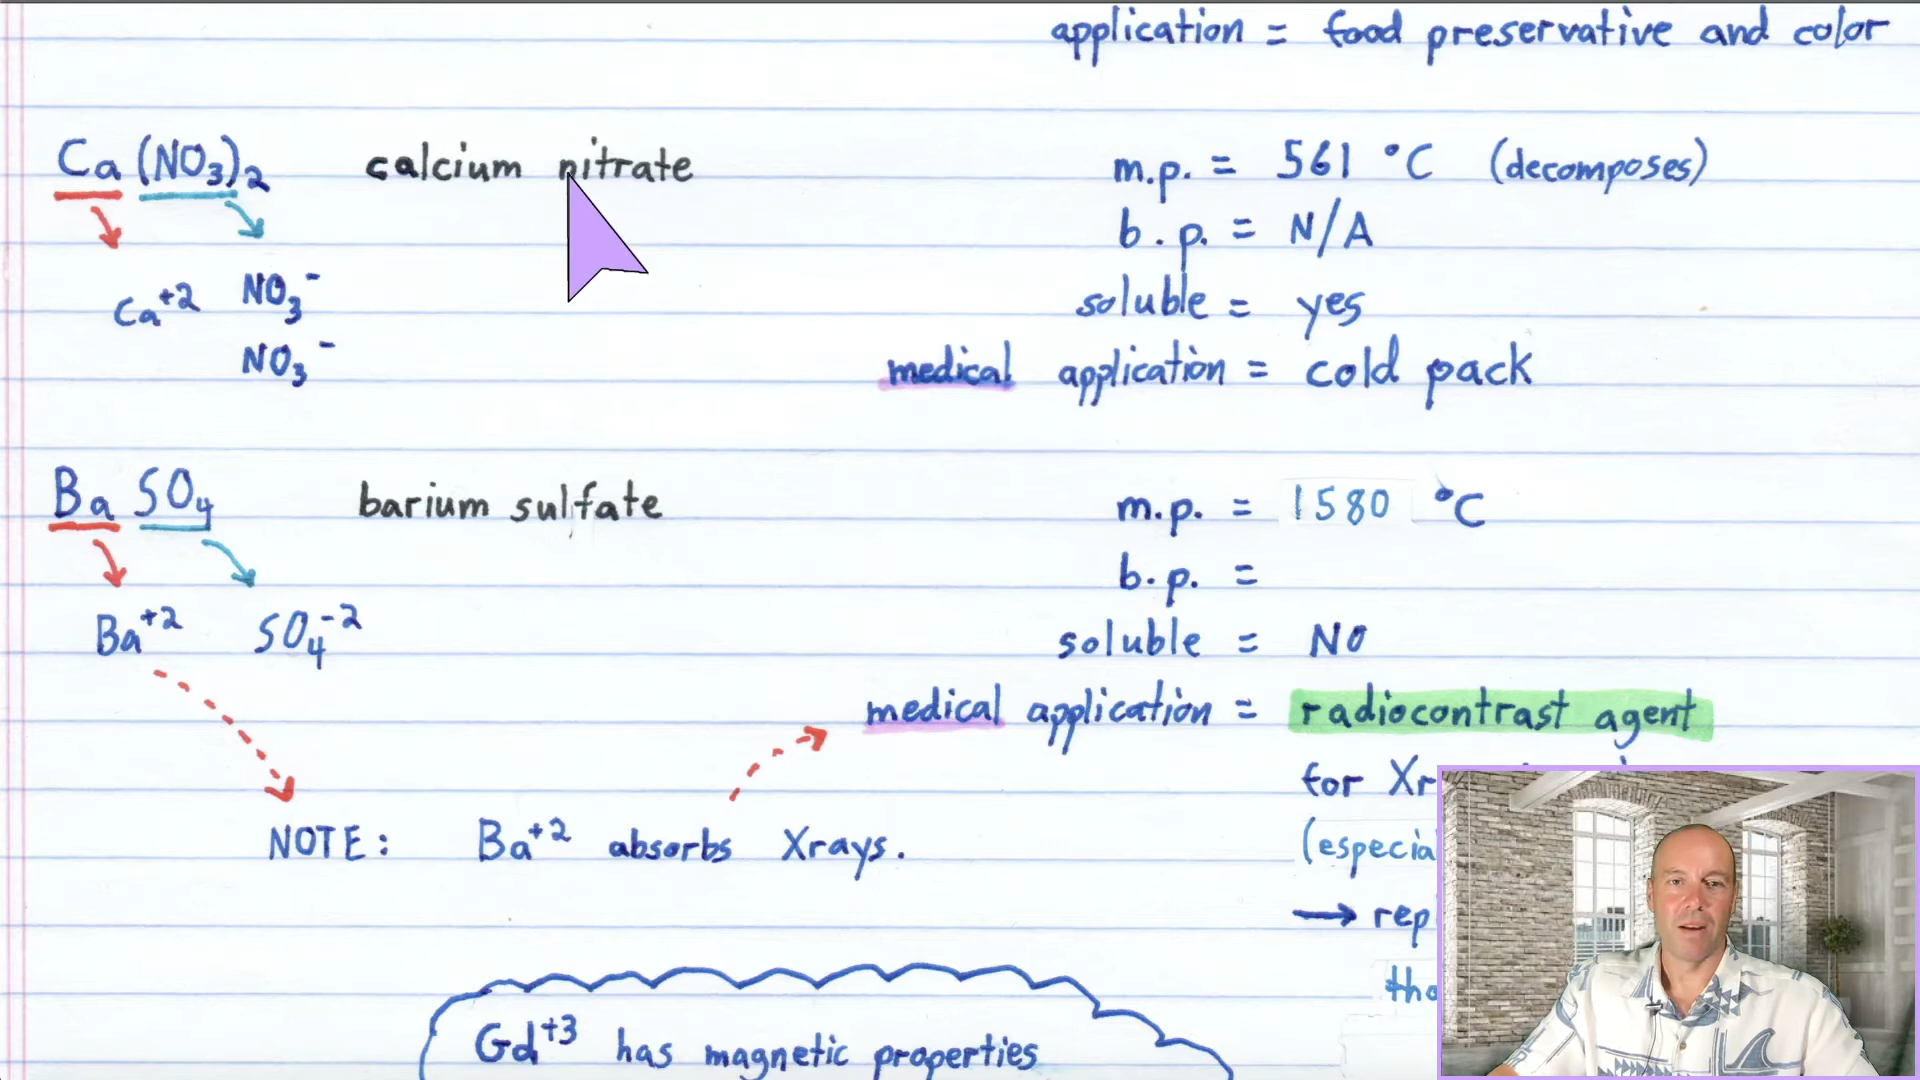 application = food preservative and color
Ca(NO₃)₂ calcium nitrate m.p. = 561 °C (decomposes)
b.p. = N/A
Ca⁺² NO₃⁻ soluble = yes
NO₃⁻ medical application = cold pack
BaSO₄ barium sulfate m.p. = 1580 °C
b.p. =
Ba⁺² SO₄⁻² soluble = NO
medical application = radiocontrast agent
for
NOTE: Ba⁺² absorbs Xrays.
Gd⁺³ has magnetic properties